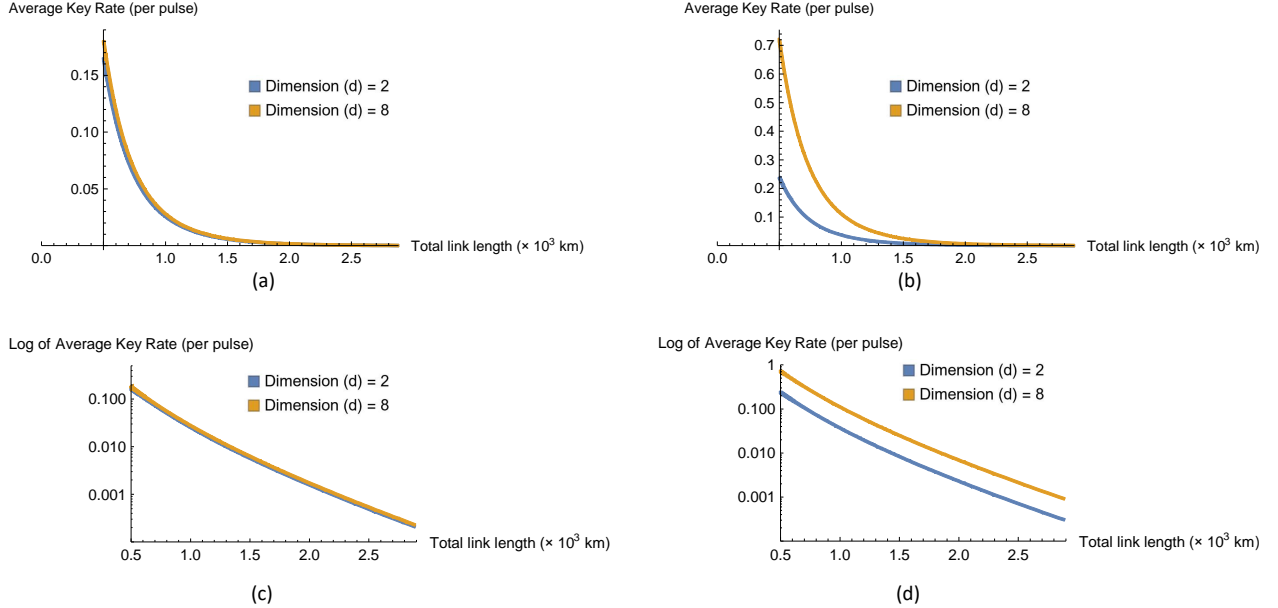 Average Key Rate (per pulse)
0.15
0.10
0.05
Dimension (d) = 2
Dimension (d) = 8
0.0 1.0 1.5 2.0 2.5
Total link length (× 10³ km)
(a)
Average Key Rate (per pulse)
0.7
0.6
0.5
0.4
0.3
0.2
0.1
Dimension (d) = 2
Dimension (d) = 8
0.0 1.0 1.5 2.0 2.5
Total link length (× 10³ km)
(b)
Log of Average Key Rate (per pulse)
0.100
0.010
0.001
Dimension (d) = 2
Dimension (d) = 8
0.5 1.0 1.5 2.0 2.5
Total link length (× 10³ km)
(c)
Log of Average Key Rate (per pulse)
1
0.100
0.010
0.001
Dimension (d) = 2
Dimension (d) = 8
0.5 1.0 1.5 2.0 2.5
Total link length (× 10³ km)
(d)